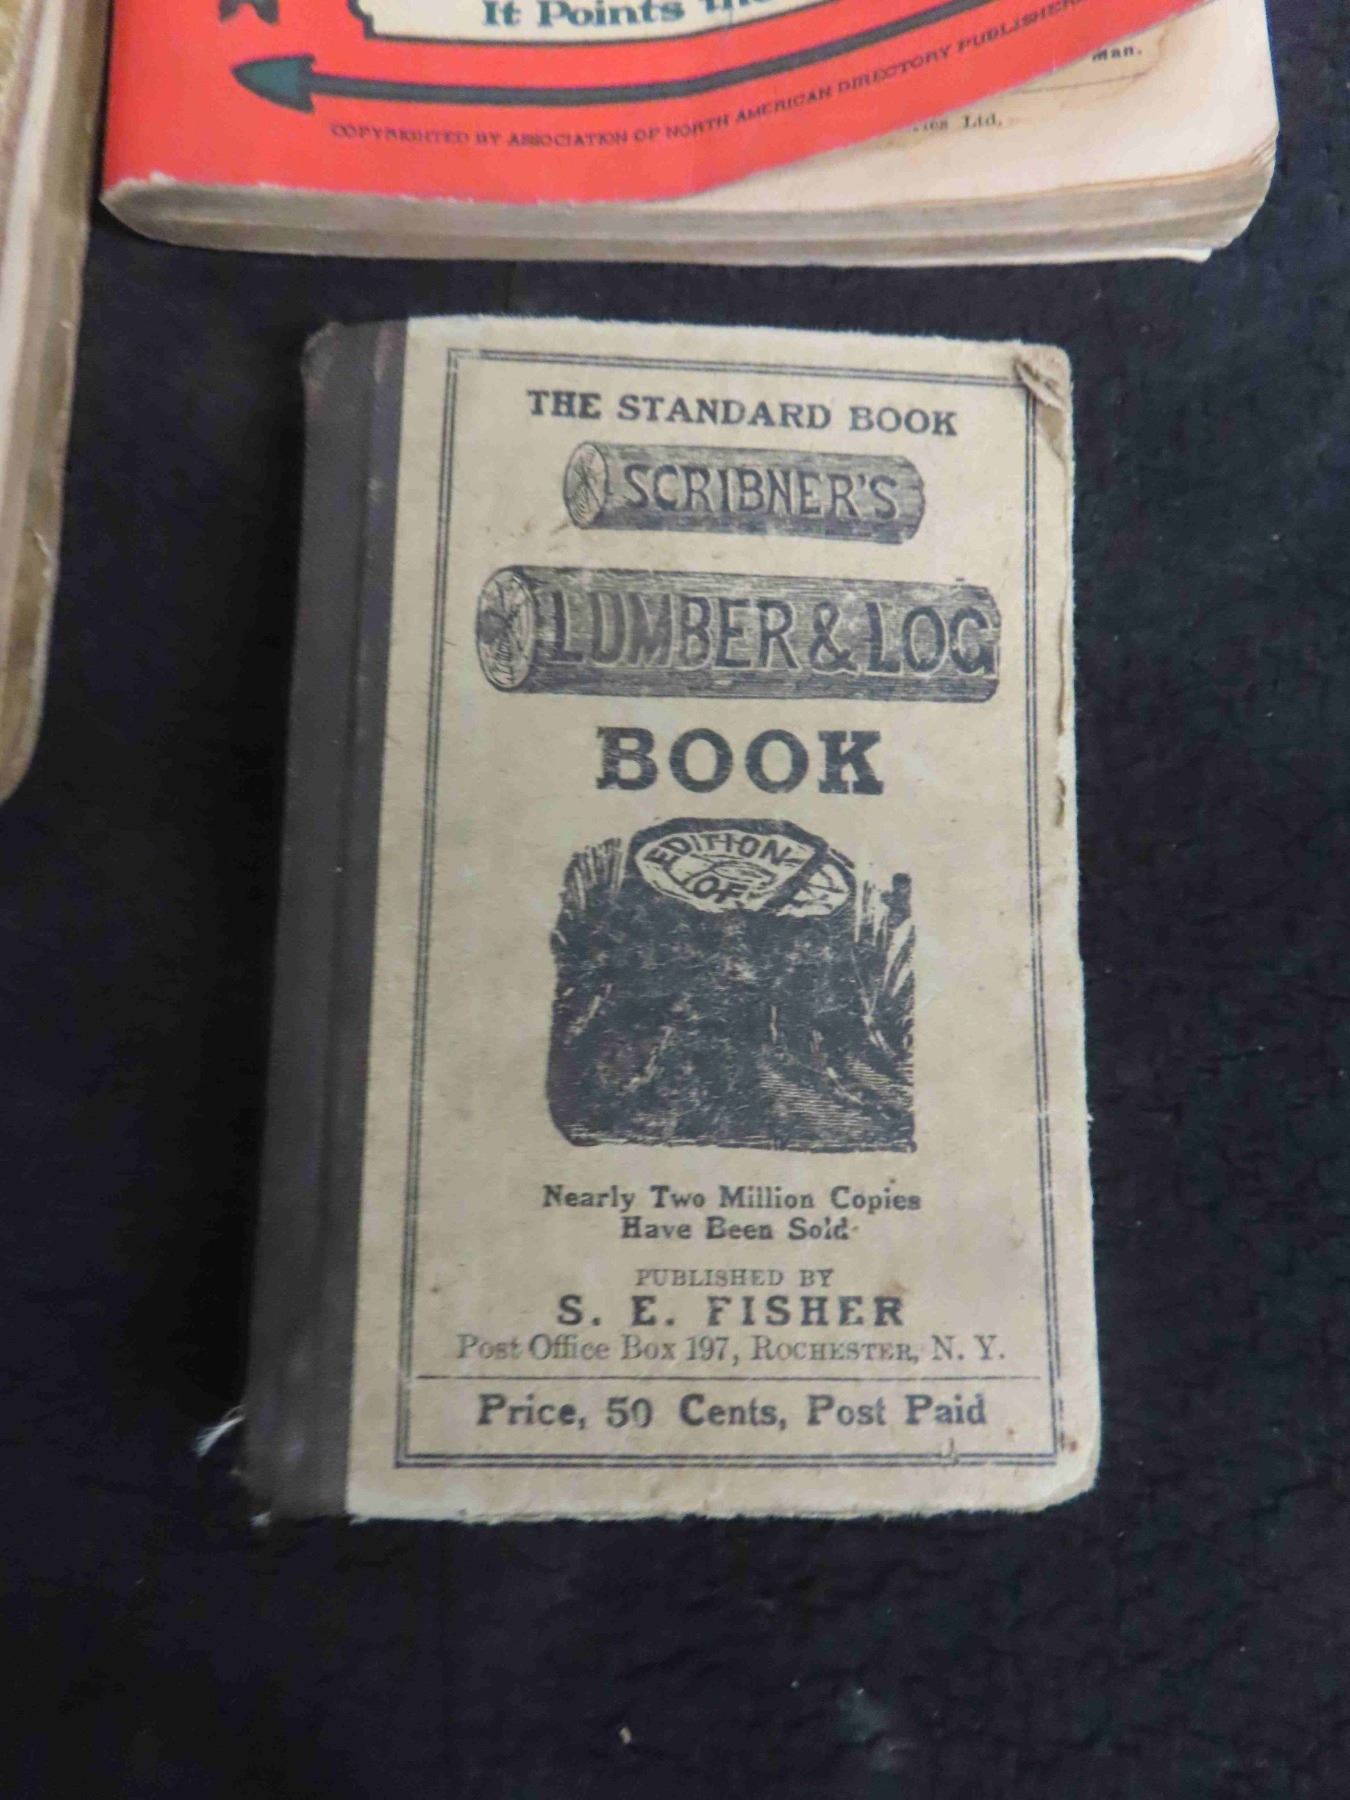 It Points
COPYRIGHTED BY ASSOCIATION OF NORTH AMERICAN DIRECTORY PUBLISHERS
Man.
Ltd.
THE STANDARD BOOK
SCRIBNER'S
LUMBER & LOG
BOOK
EDITION
OF
Nearly Two Million Copies
Have Been Sold
PUBLISHED BY
S. E. FISHER
Post Office Box 197, ROCHESTER, N. Y.
Price, 50 Cents, Post Paid